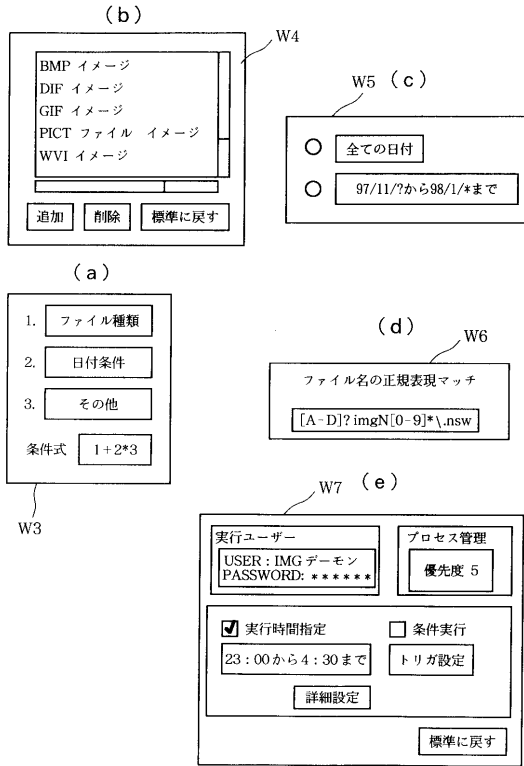 (b)
W4
BMP イメージ
DIF イメージ
GIF イメージ
PICT ファイル イメージ
WVI イメージ
追加 削除 標準に戻す
W5 (c)
全ての日付
97/11/?から98/1/*まで
(a)
1. ファイル種類
2. 日付条件
3. その他
条件式 1+2*3
W3
(d)
W6
ファイル名の正規表現マッチ
[A-D]?imgN[0-9]*\.nsw
W7 (e)
実行ユーザー
USER:IMGデーモン
PASSWORD:******
プロセス管理
優先度 5
実行時間指定 条件実行
23:00から4:30まで トリガ設定
詳細設定
標準に戻す